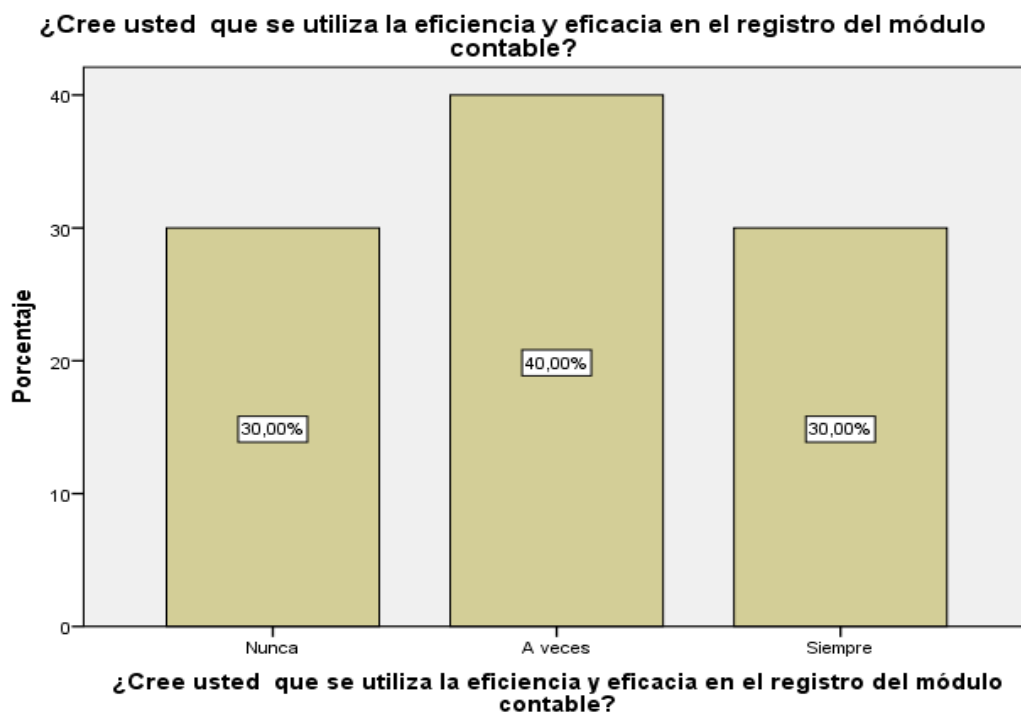 ¿Cree usted  que se utiliza la eficiencia y eficacia en el registro del módulo
contable?
40
30
20
10
0
Porcentaje
30,00%
40,00%
30,00%
Nunca
A veces
Siempre
¿Cree usted  que se utiliza la eficiencia y eficacia en el registro del módulo
contable?